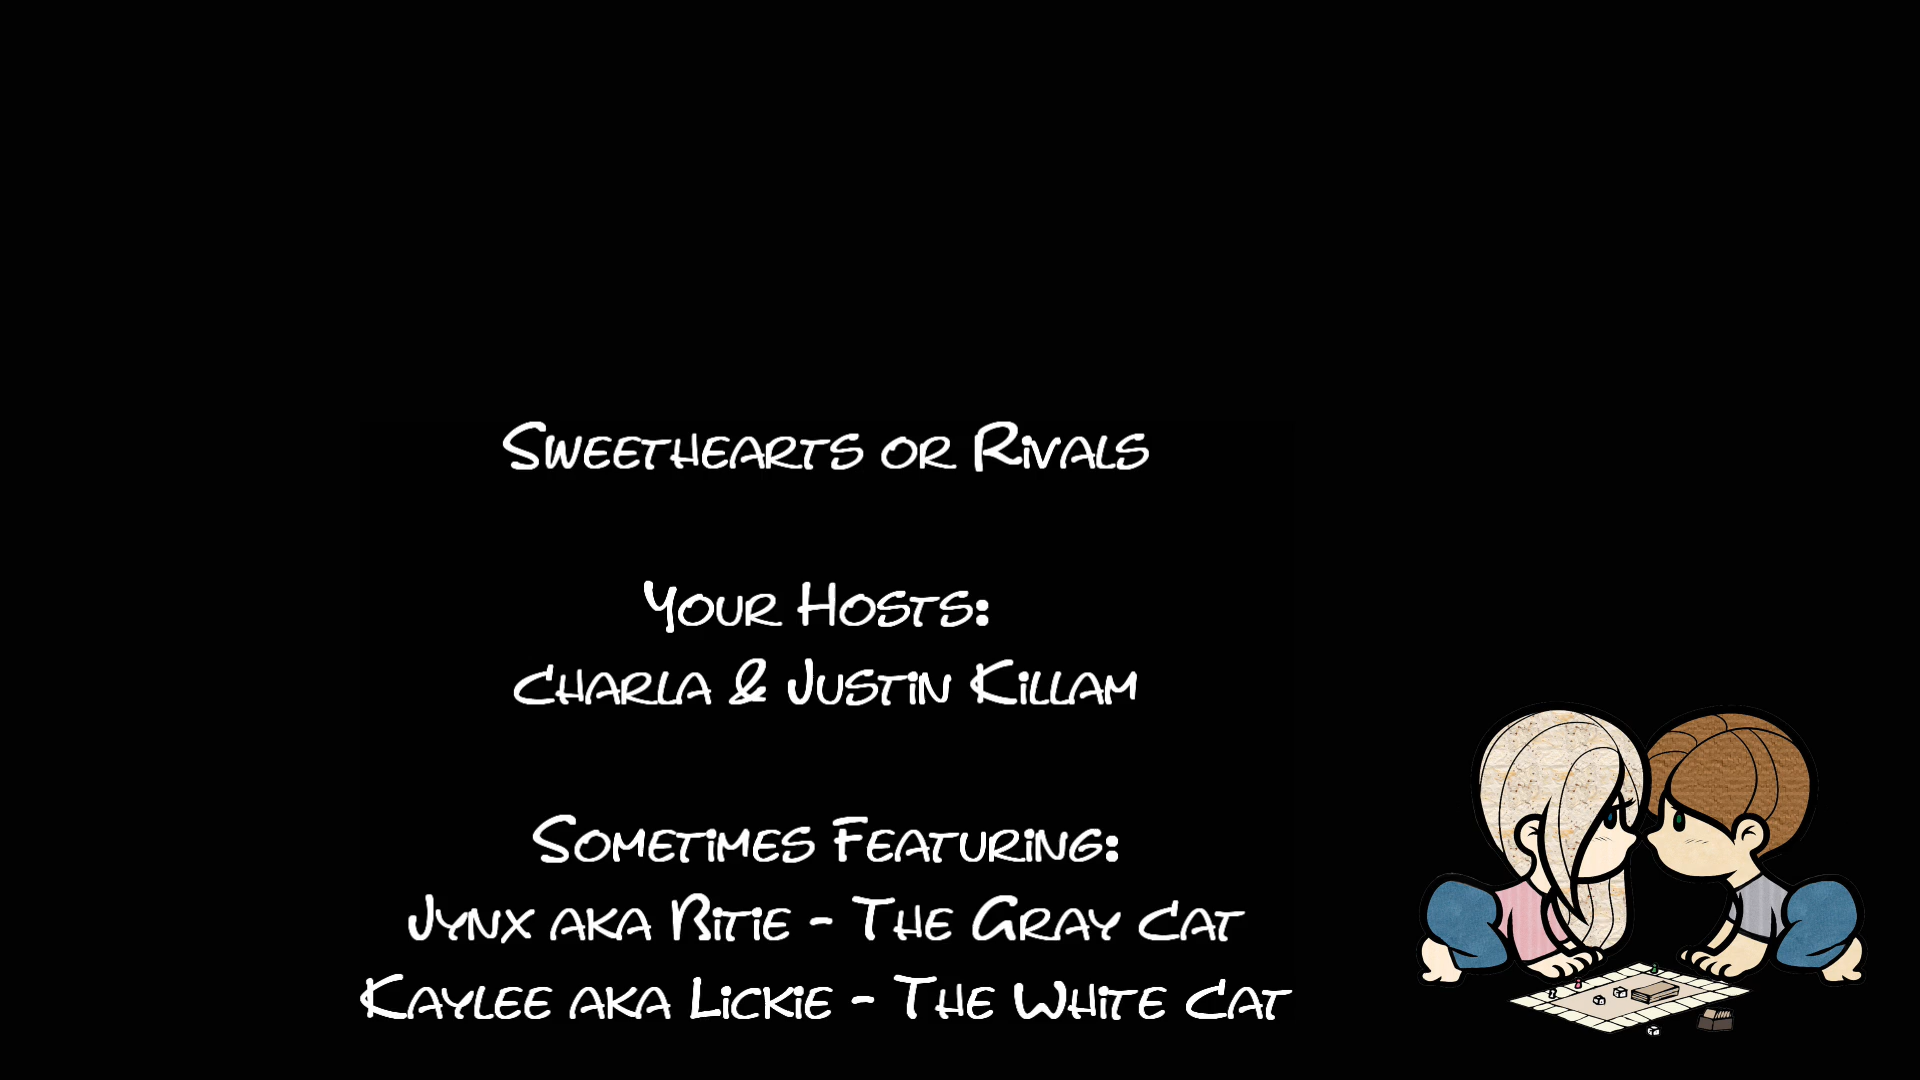 Sweethearts or Rivals
Your Hosts:
Charla & Justin Killam
Sometimes Featuring:
Jynx aka Bitie - The Gray Cat
Kaylee aka Lickie - The White Cat